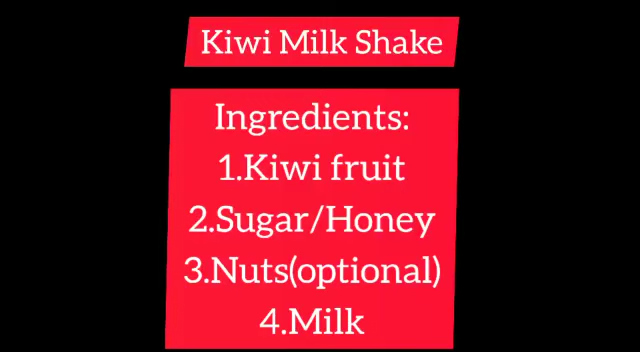 Kiwi Milk Shake
Ingredients:
1.Kiwi fruit
2.Sugar/Honey
3.Nuts(optional)
4.Milk